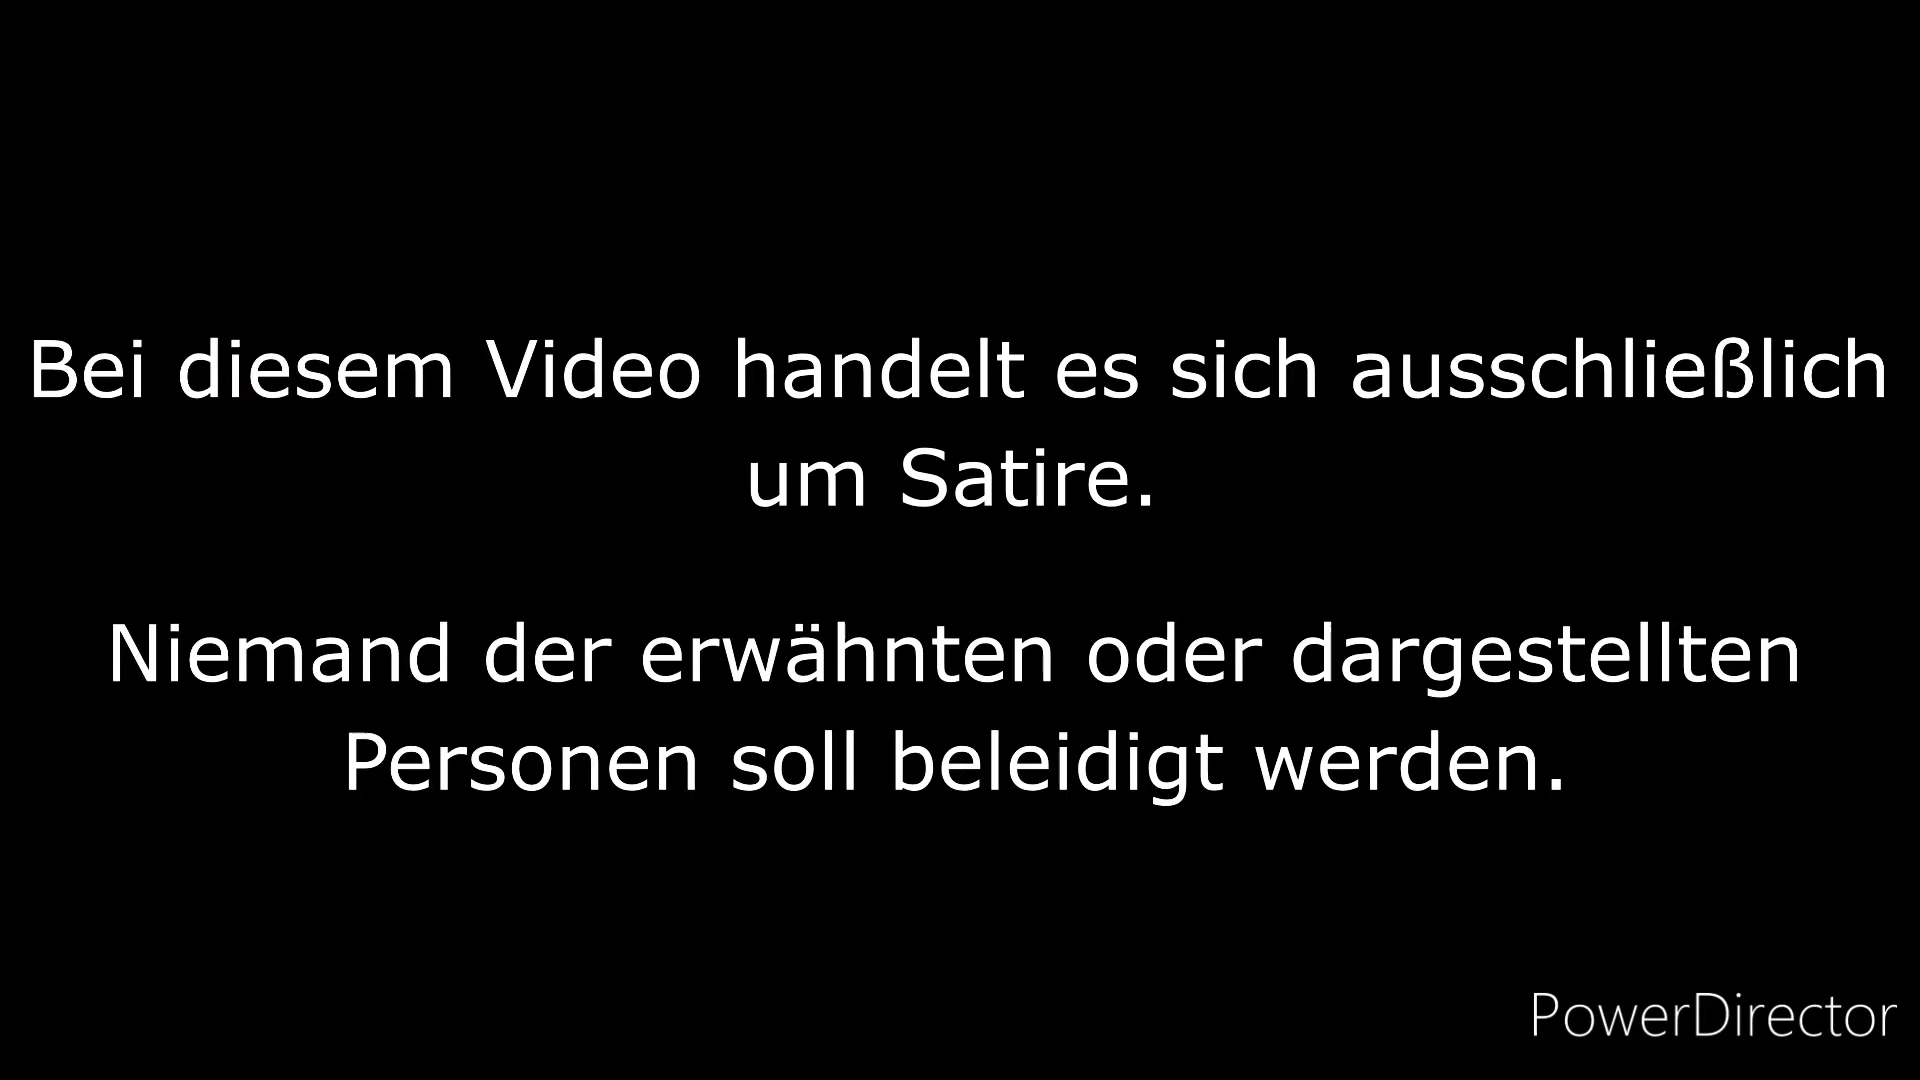 Bei diesem Video handelt es sich ausschließlich
um Satire.
Niemand der erwähnten oder dargestellten
Personen soll beleidigt werden.
PowerDirector